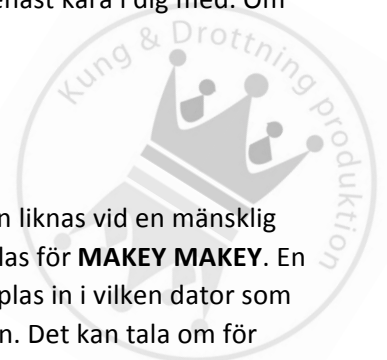 enast kära i dig med. Om
Kung & Drottning produktion
n liknas vid en mänsklig
las för MAKEY MAKEY. En
plas in i vilken dator som
n. Det kan tala om för